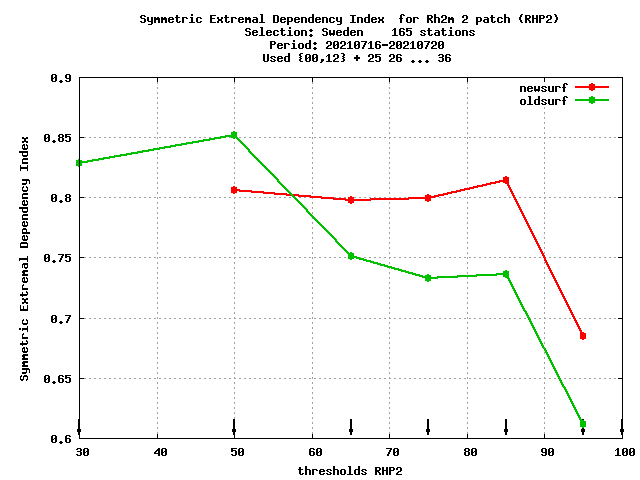 Symmetric Extremal Dependency Index  for Rh2m 2 patch (RHP2)
Selection: Sweden    165 stations
Period: 20210716-20210720
Used {00,12} + 25 26 ... 36
newsurf
oldsurf
0.9
0.85
0.8
0.75
0.7
0.65
0.6
Symmetric Extremal Dependency Index
30 40 50 60 70 80 90 100
thresholds RHP2